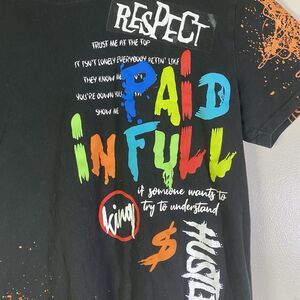 RESPECT
TRUST ME AT THE TOP
IT ISN'T LONELY EVERYBODY GETTIN' LIKE
THEY KNOW ME
YOU'RE DOWN
SHOW ME
PAID
IN FULL
if someone wants to
try to understand
king
$